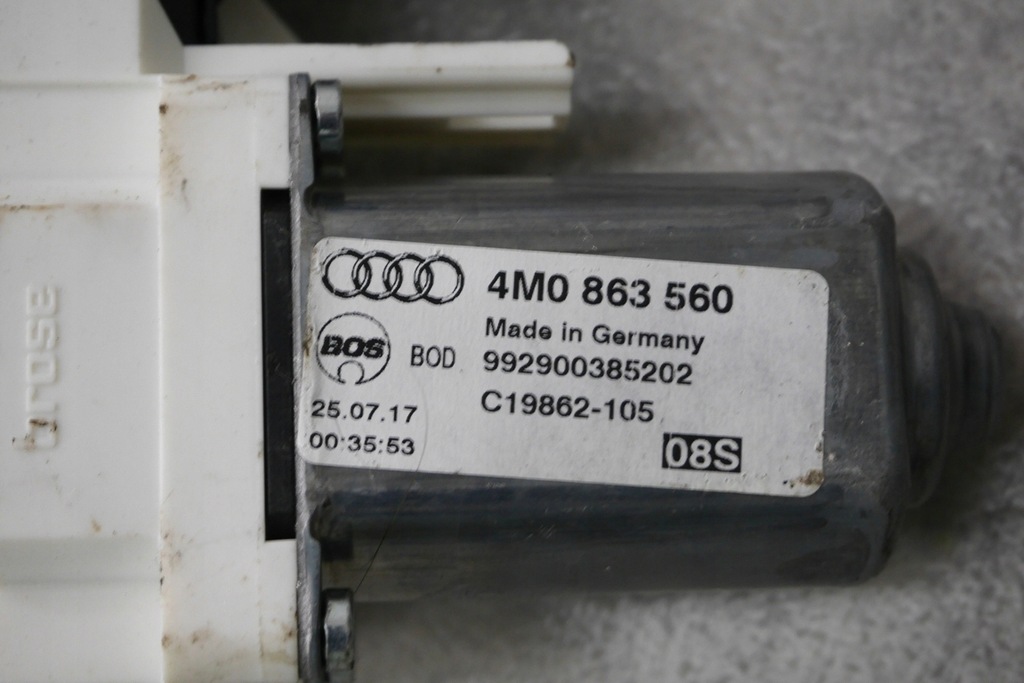 brose
4M0 863 560
Made in Germany
BOS BOD 992900385202
25.07.17 C19862-105
00:35:53 08S